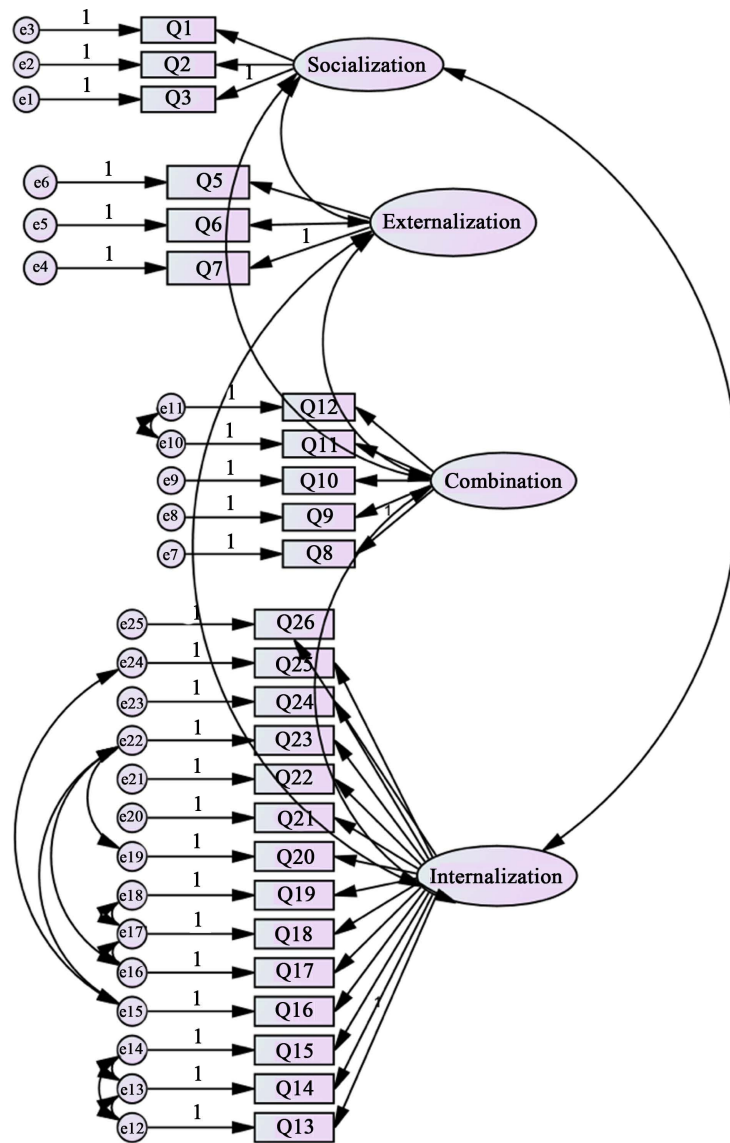 e3 1 Q1
e2 1 Q2 Socialization
e1 1 Q3 1
e6 1 Q5
e5 1 Q6 Externalization
e4 1 Q7 1
e11 1 Q12
e10 1 Q11
e9 1 Q10 Combination
e8 1 Q9 1
e7 1 Q8
e25 1 Q26
e24 1 Q25
e23 1 Q24
e22 1 Q23
e21 1 Q22
e20 1 Q21
e19 1 Q20
e18 1 Q19 Internalization
e17 1 Q18
e16 1 Q17
e15 1 Q16 1
e14 1 Q15
e13 1 Q14
e12 1 Q13